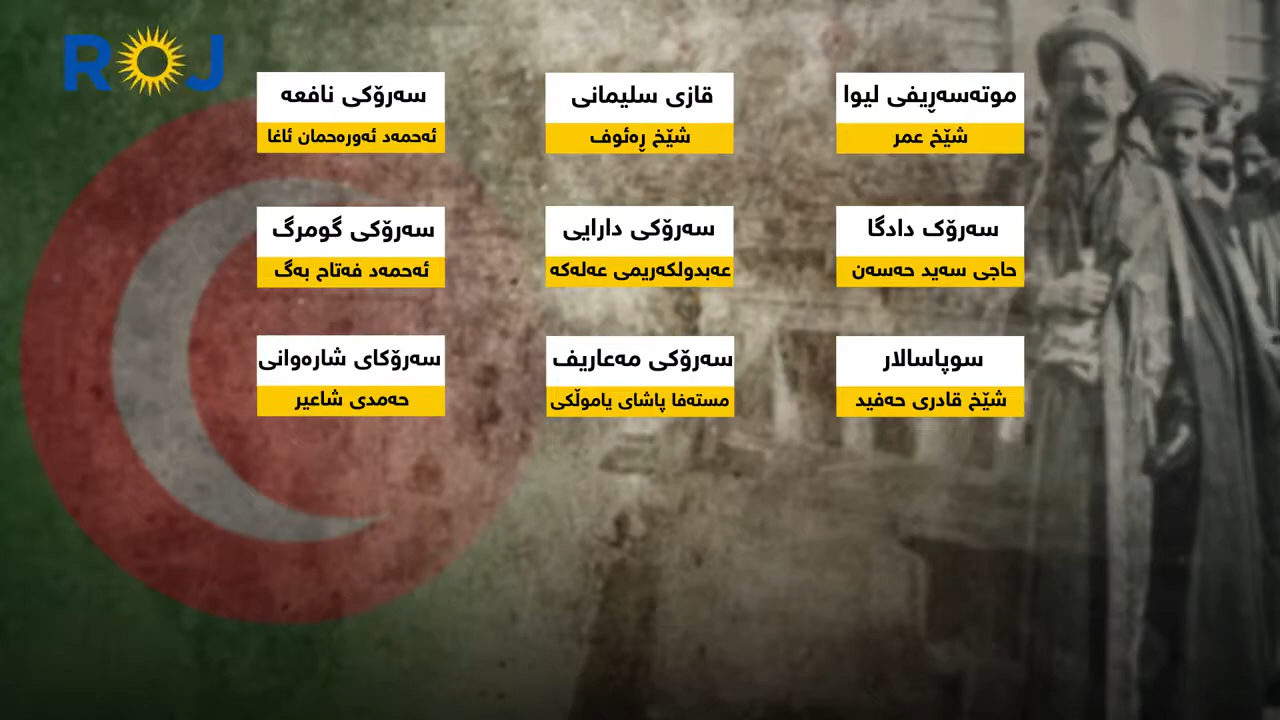 ROJ
موتەسەڕیفی لیوا
شێخ عمر
قازی سلیمانی
شێخ ڕەئوف
سەرۆکی نافعە
ئەحمەد ئەورەحمان ئاغا
سەرۆک دادگا
حاجی سەید حەسەن
سەرۆکی دارایی
عەبدولکەریمی عەلەکە
سەرۆکی گومرگ
ئەحمەد فەتاح بەگ
سوپاسالار
شێخ قادری حەفید
سەرۆکی مەعاریف
مستەفا پاشای یاموڵکی
سەرۆکای شارەوانی
حەمدی شاعیر